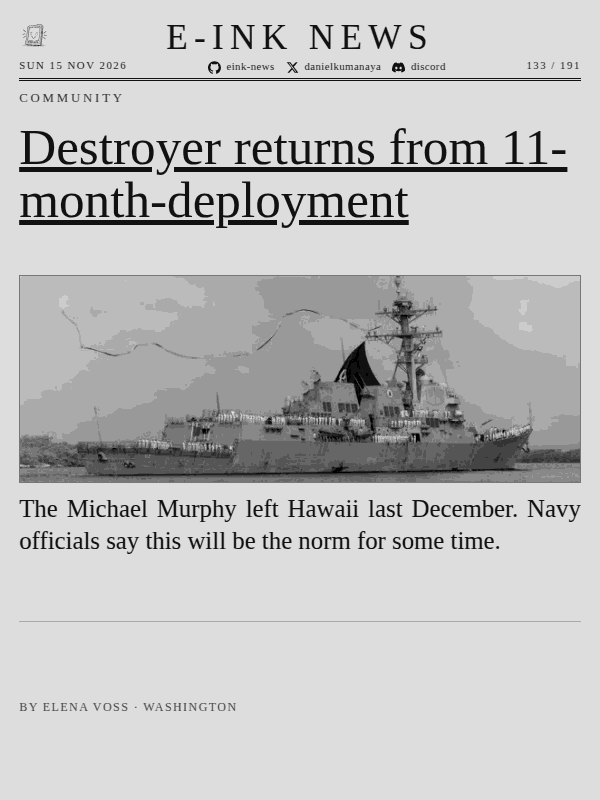 E-INK NEWS
SUN 15 NOV 2026
eink-news
danielkumanaya
discord
133 / 191
COMMUNITY
Destroyer returns from 11-
month-deployment
The Michael Murphy left Hawaii last December. Navy
officials say this will be the norm for some time.
BY ELENA VOSS · WASHINGTON